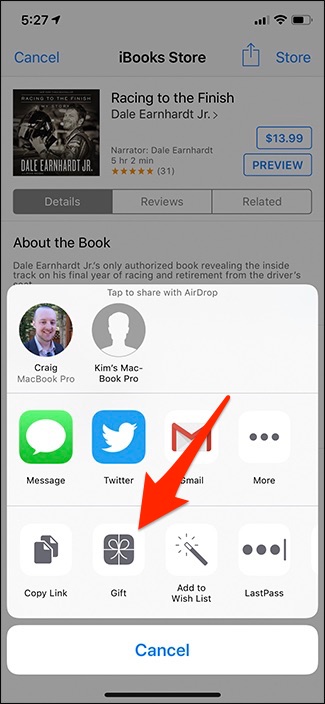 5:27
Cancel
iBooks Store
Store
RACING TO THE FINISH
MY STORY
DALE EARNHARDT JR.
Racing to the Finish
Dale Earnhardt Jr. >
$13.99
Narrator: Dale Earnhardt
5 hr 2 min
(31)
PREVIEW
Details
Reviews
Related
About the Book
Dale Earnhardt Jr.'s only authorized book revealing the inside
track on his final year of racing and retirement from the driver's
seat.
Tap to share with AirDrop
Craig
MacBook Pro
Kim's Mac-
Book Pro
Message
Twitter
Gmail
More
Copy Link
Gift
Add to
Wish List
LastPass
Cancel